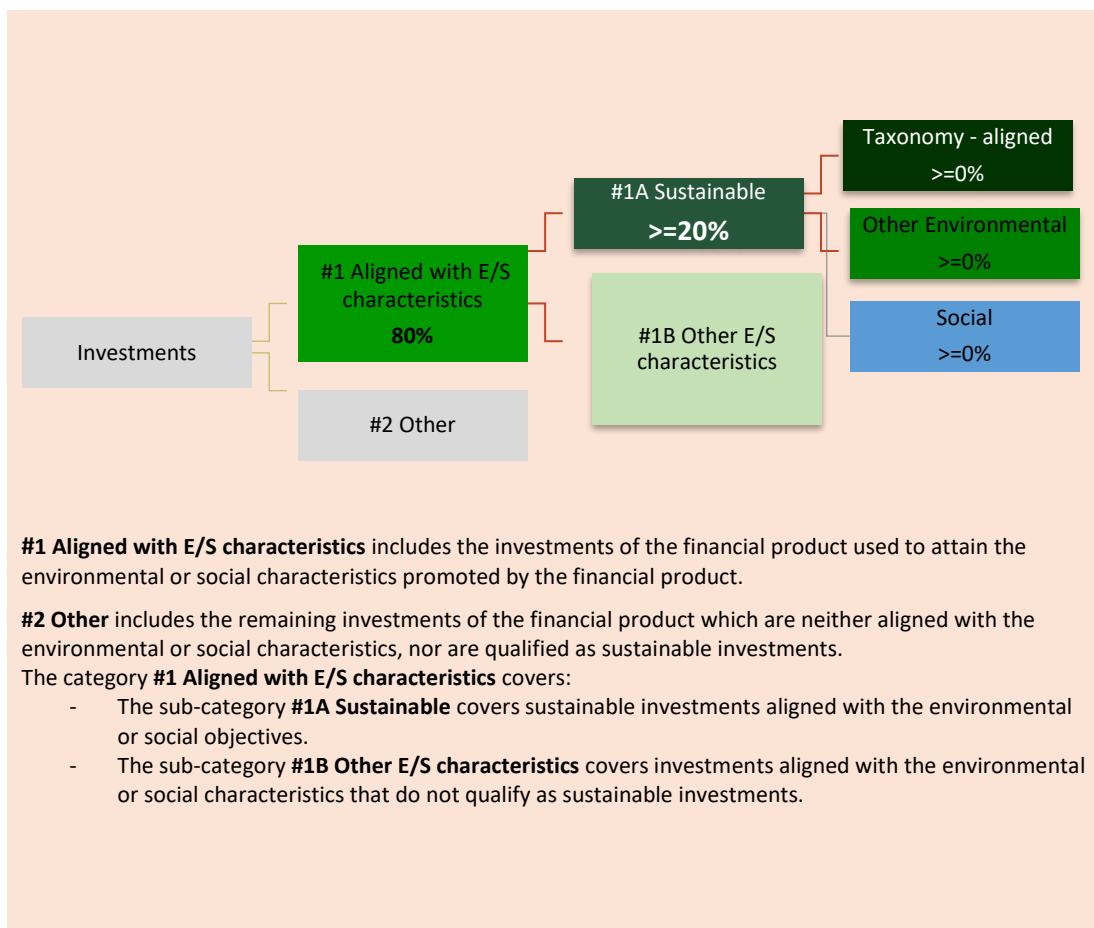 Taxonomy - aligned
>=0%
#1A Sustainable
>=20%
Other Environmental
>=0%
#1 Aligned with E/S
characteristics
80%
Social
>=0%
Investments
#1B Other E/S
characteristics
#2 Other
#1 Aligned with E/S characteristics includes the investments of the financial product used to attain the
environmental or social characteristics promoted by the financial product.
#2 Other includes the remaining investments of the financial product which are neither aligned with the
environmental or social characteristics, nor are qualified as sustainable investments.
The category #1 Aligned with E/S characteristics covers:
- The sub-category #1A Sustainable covers sustainable investments aligned with the environmental
or social objectives.
- The sub-category #1B Other E/S characteristics covers investments aligned with the environmental
or social characteristics that do not qualify as sustainable investments.